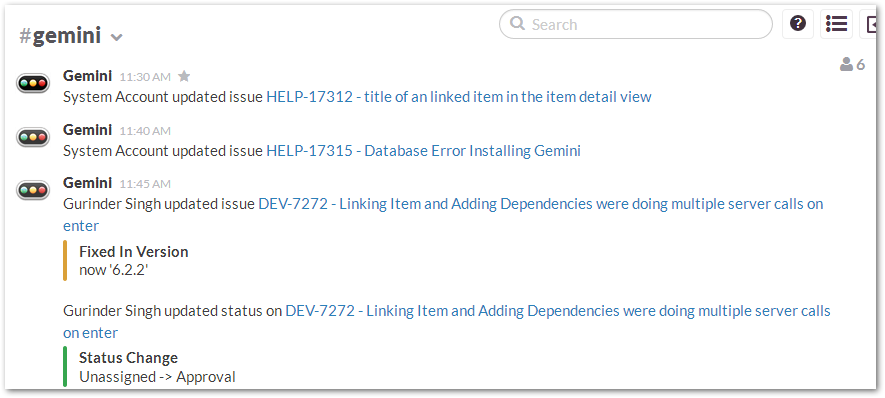 #gemini
Search
6
Gemini 11:30 AM
System Account updated issue HELP-17312 - title of an linked item in the item detail view
Gemini 11:40 AM
System Account updated issue HELP-17315 - Database Error Installing Gemini
Gemini 11:45 AM
Gurinder Singh updated issue DEV-7272 - Linking Item and Adding Dependencies were doing multiple server calls on
enter
Fixed In Version
now '6.2.2'
Gurinder Singh updated status on DEV-7272 - Linking Item and Adding Dependencies were doing multiple server calls
on enter
Status Change
Unassigned -> Approval